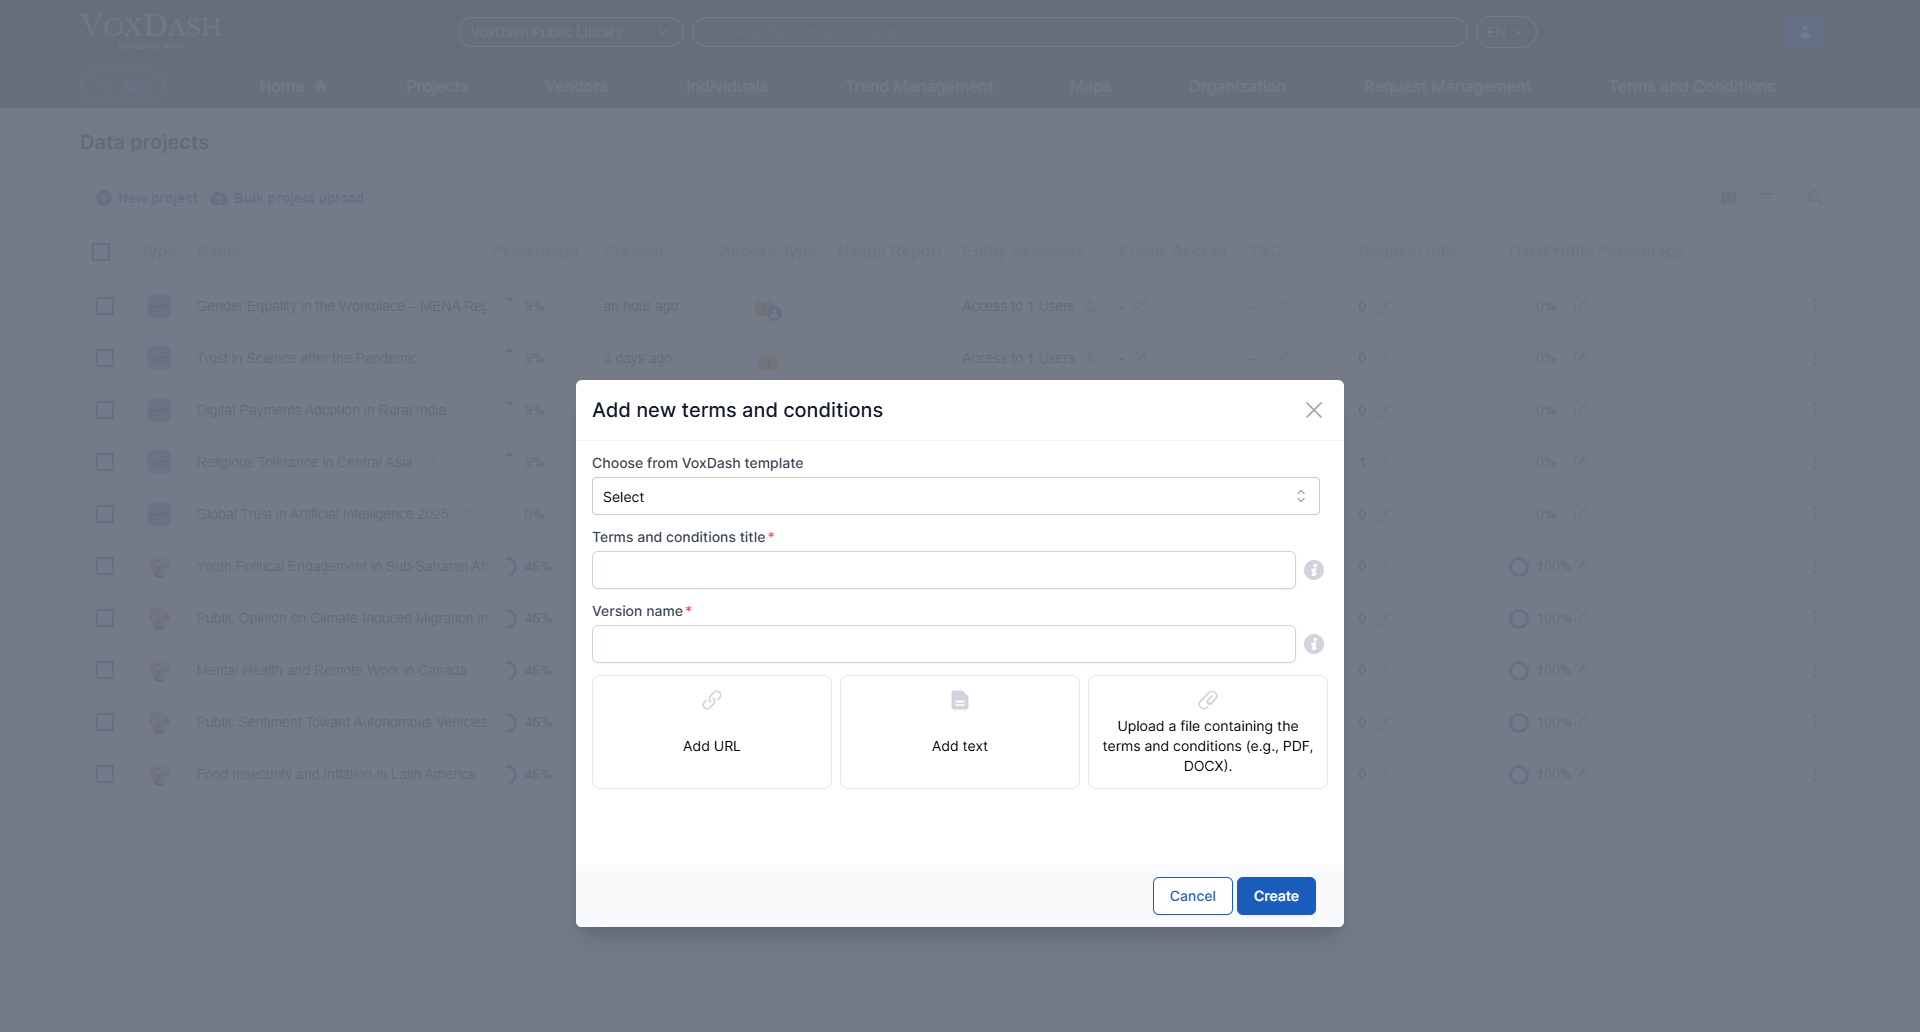 VOXDASH
VoxDash Public Library
EN
Add
Home
Projects
Vendors
Individuals
Trend Management
Maps
Organization
Request Management
Terms and Conditions
Data projects
New project
Bulk project upload
Type Name Percentage Created Access Type Usage Report Entity Accesses Public Access T&C Request Info DataProfile Percentage
Gender Equality in the Workplace – MENA Reg 9% an hour ago Access to 1 Users - - 0 0%
Trust in Science after the Pandemic 9% 3 days ago Access to 1 Users - - 0 0%
Digital Payments Adoption in Rural India 9% 0 0%
Religious Tolerance in Central Asia 9% 1 0%
Global Trust in Artificial Intelligence 2025 0% 0 0%
Youth Political Engagement in Sub-Saharan Afr 46% 0 100%
Public Opinion on Climate-Induced Migration in 46% 0 100%
Mental Health and Remote Work in Canada 46% 0 100%
Public Sentiment Toward Autonomous Vehicles 46% 0 100%
Food Insecurity and Inflation in Latin America 46% 0 100%
Add new terms and conditions
Choose from VoxDash template
Select
Terms and conditions title*
Version name*
Add URL
Add text
Upload a file containing the
terms and conditions (e.g., PDF,
DOCX).
Cancel
Create